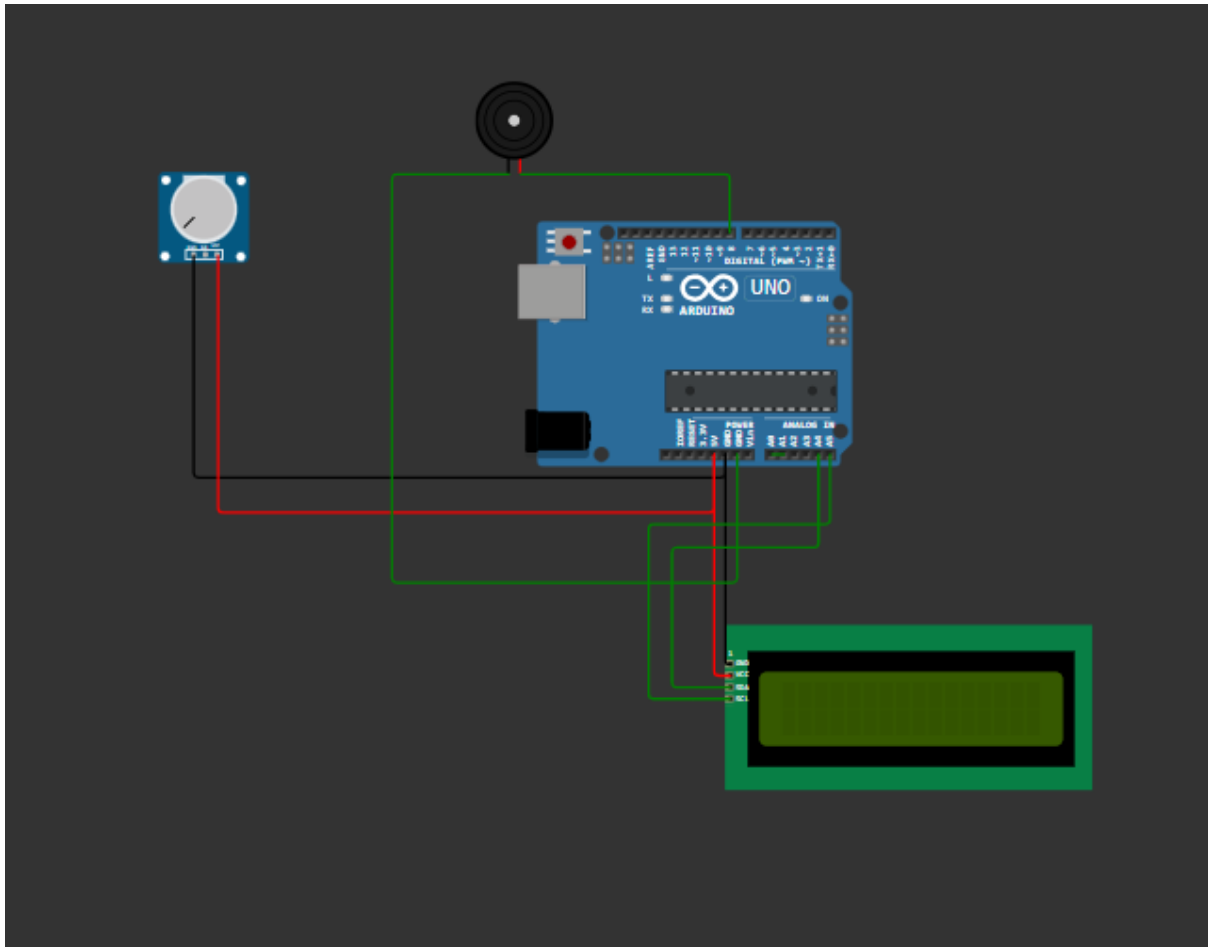 AREF
GND
13
12
~11
~10
~9
8
7
~6
~5
4
~3
2
TX→1
RX←0
DIGITAL (PWM ~)
L
UNO
TX
RX
ON
ARDUINO
POWER
ANALOG IN
IOREF
RESET
3.3V
5V
GND
GND
Vin
A0
A1
A2
A3
A4
A5
GND
VCC
SDA
SCL